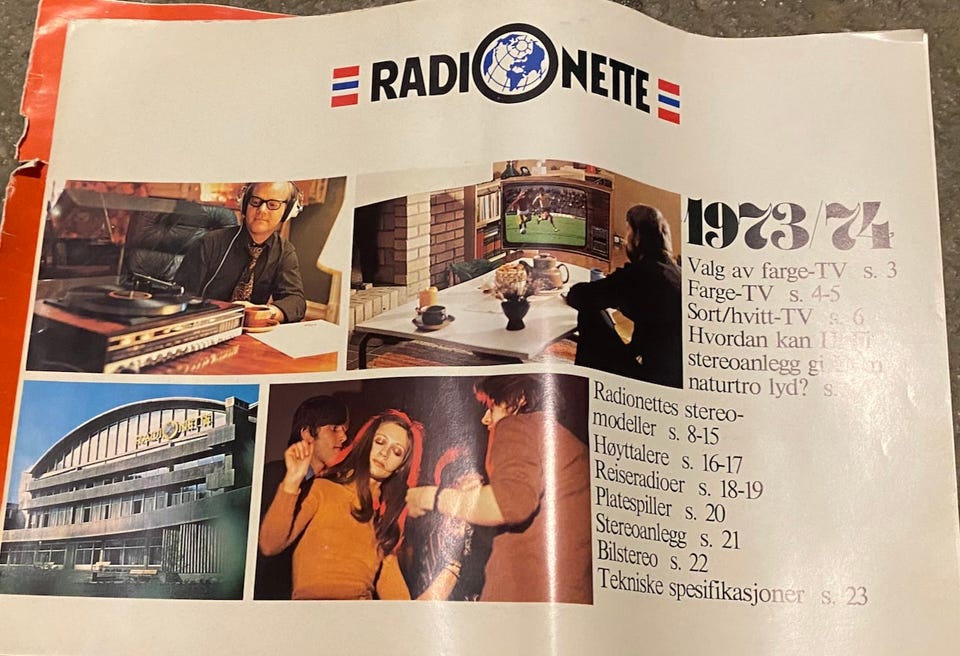 RADIONETTE
1973/74
Valg av farge-TV s. 3
Farge-TV s. 4-5
Sort/hvitt-TV s. 6
Hvordan kan
stereoanlegg gi
naturtro lyd? s.
Radionettes stereo-
modeller s. 8-15
Høyttalere s. 16-17
Reiseradioer s. 18-19
Platespiller s. 20
Stereoanlegg s. 21
Bilstereo s. 22
Tekniske spesifikasjoner s. 23
RADIONETTE